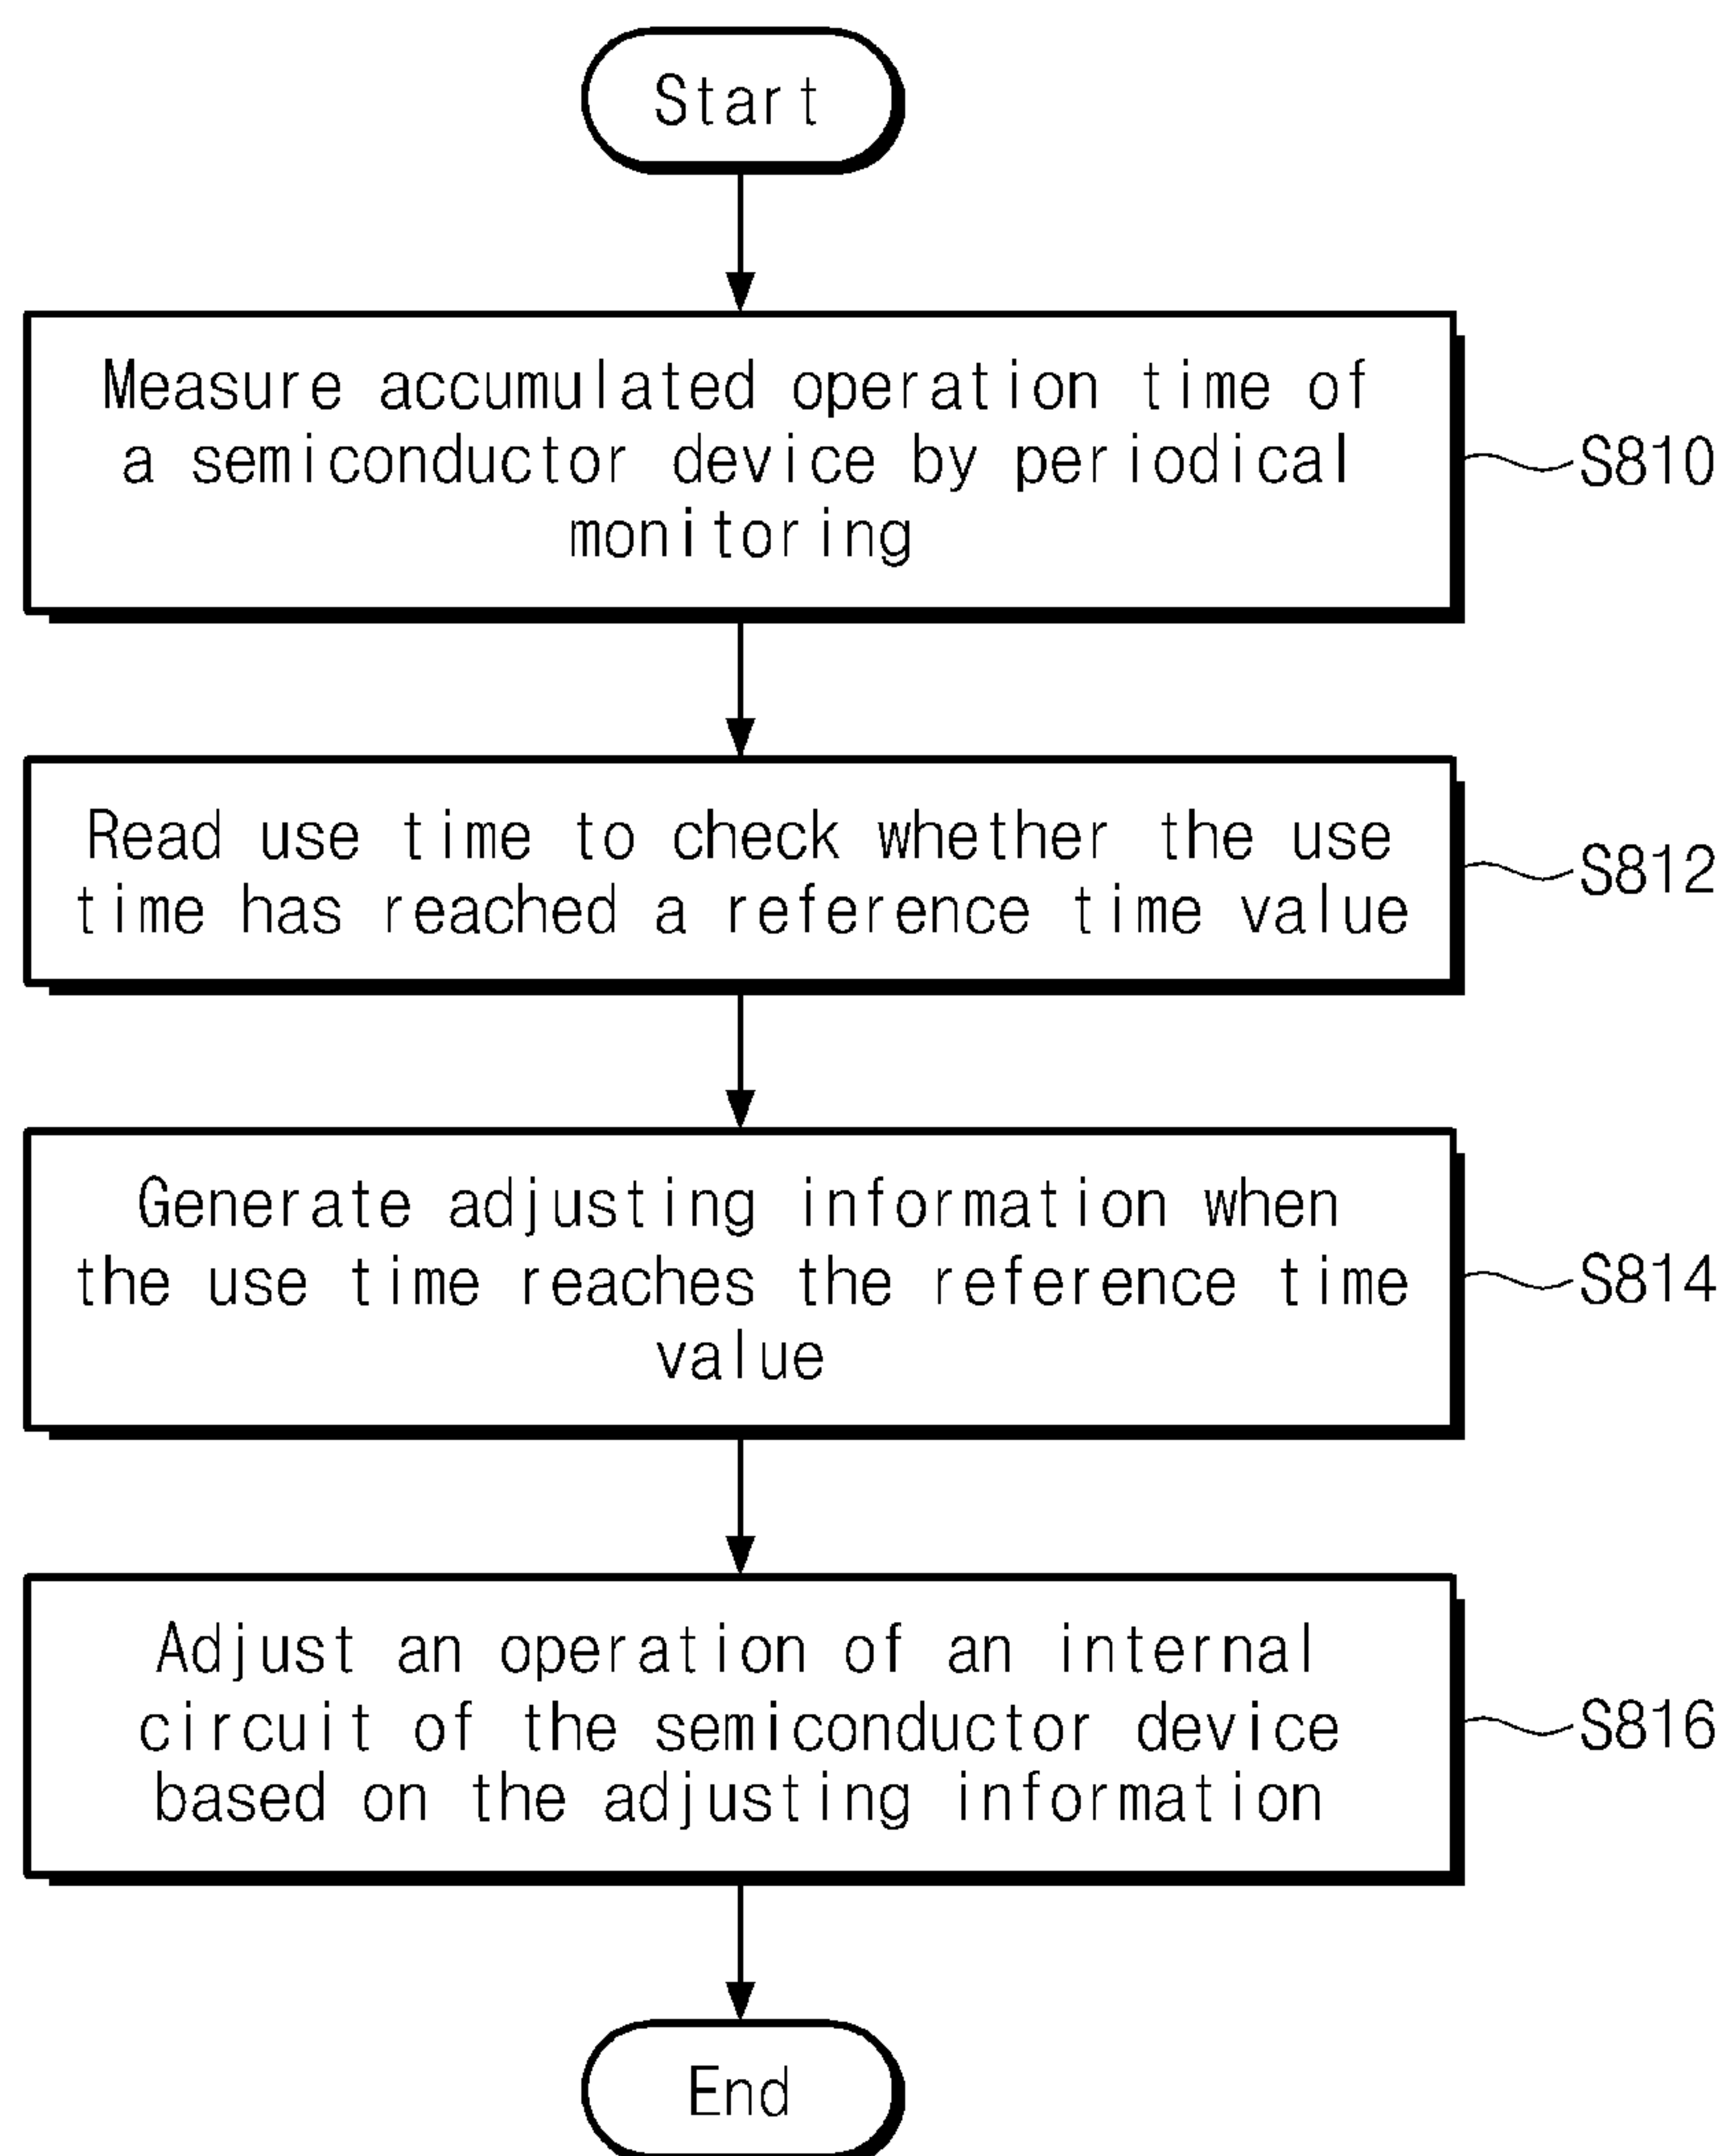 Start
Measure accumulated operation time of
a semiconductor device by periodical
monitoring
S810
Read use time to check whether the use
time has reached a reference time value
S812
Generate adjusting information when
the use time reaches the reference time
value
S814
Adjust an operation of an internal
circuit of the semiconductor device
based on the adjusting information
S816
End